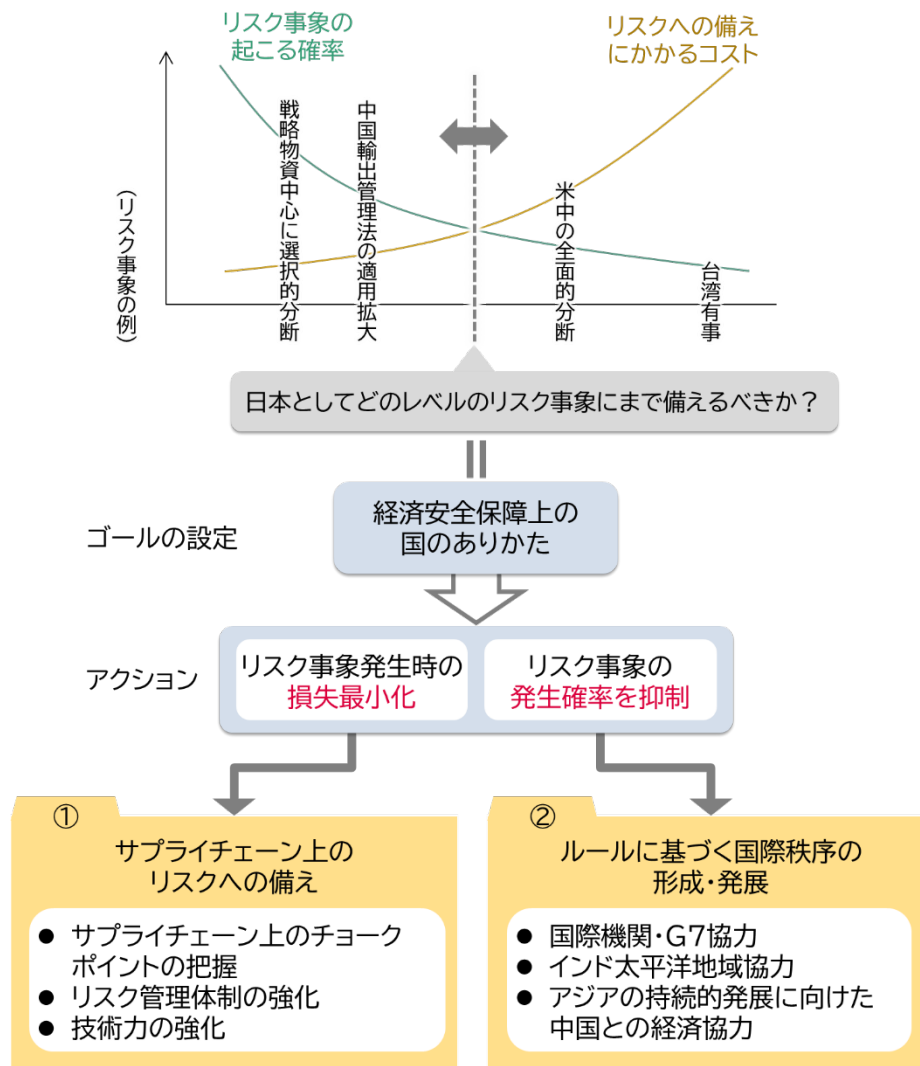 リスク事象の
起こる確率
リスクへの備え
にかかるコスト
(リスク事象の例)
戦略物資中心に選択的分断
中国輸出管理法の適用拡大
米中の全面的分断
台湾有事
日本としてどのレベルのリスク事象にまで備えるべきか?
ゴールの設定
経済安全保障上の
国のありかた
アクション
リスク事象発生時の
損失最小化
リスク事象の
発生確率を抑制
①
サプライチェーン上の
リスクへの備え
● サプライチェーン上のチョーク
ポイントの把握
● リスク管理体制の強化
● 技術力の強化
②
ルールに基づく国際秩序の
形成・発展
● 国際機関・G7協力
● インド太平洋地域協力
● アジアの持続的発展に向けた
中国との経済協力